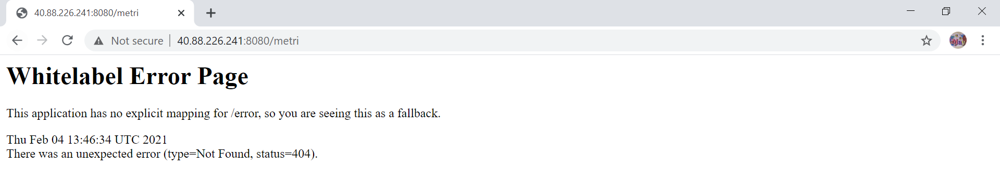 40.88.226.241:8080/metri
Not secure | 40.88.226.241:8080/metri
Whitelabel Error Page
This application has no explicit mapping for /error, so you are seeing this as a fallback.
Thu Feb 04 13:46:34 UTC 2021
There was an unexpected error (type=Not Found, status=404).